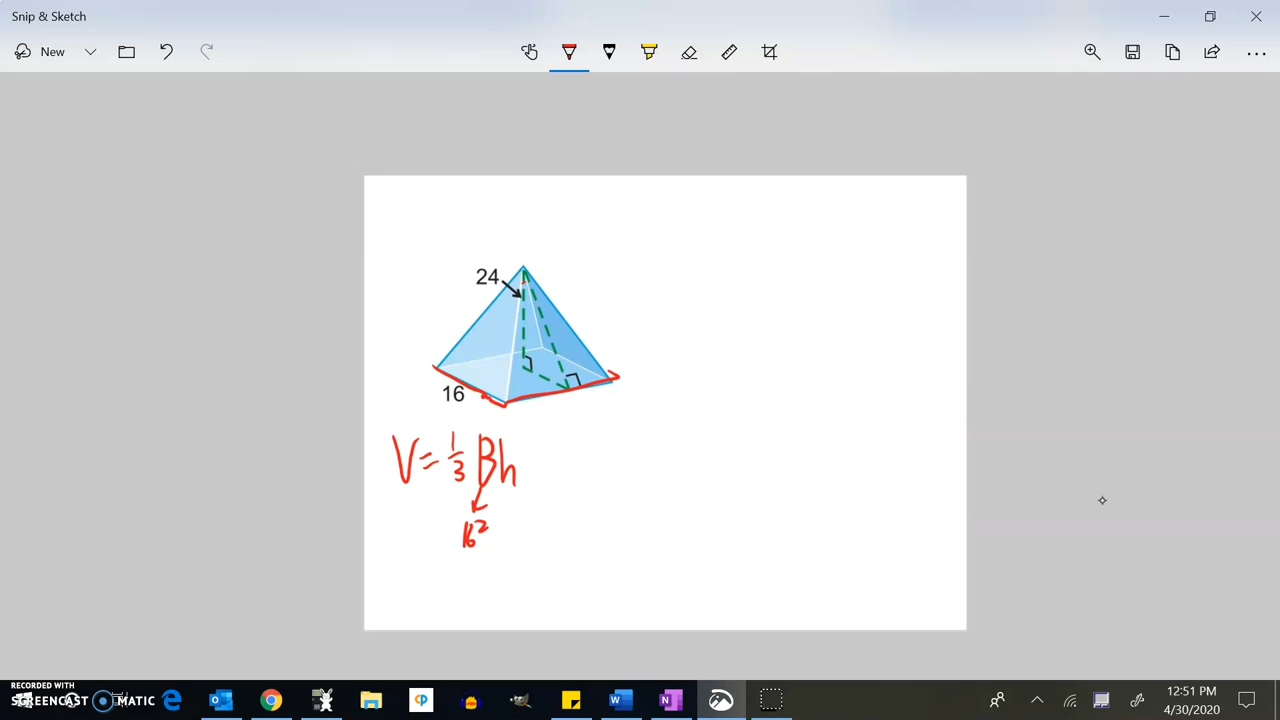 Snip & Sketch
New
24
16
V = 1/3 Bh
16²
RECORDED WITH
SCREENCAST MATIC
12:51 PM
4/30/2020